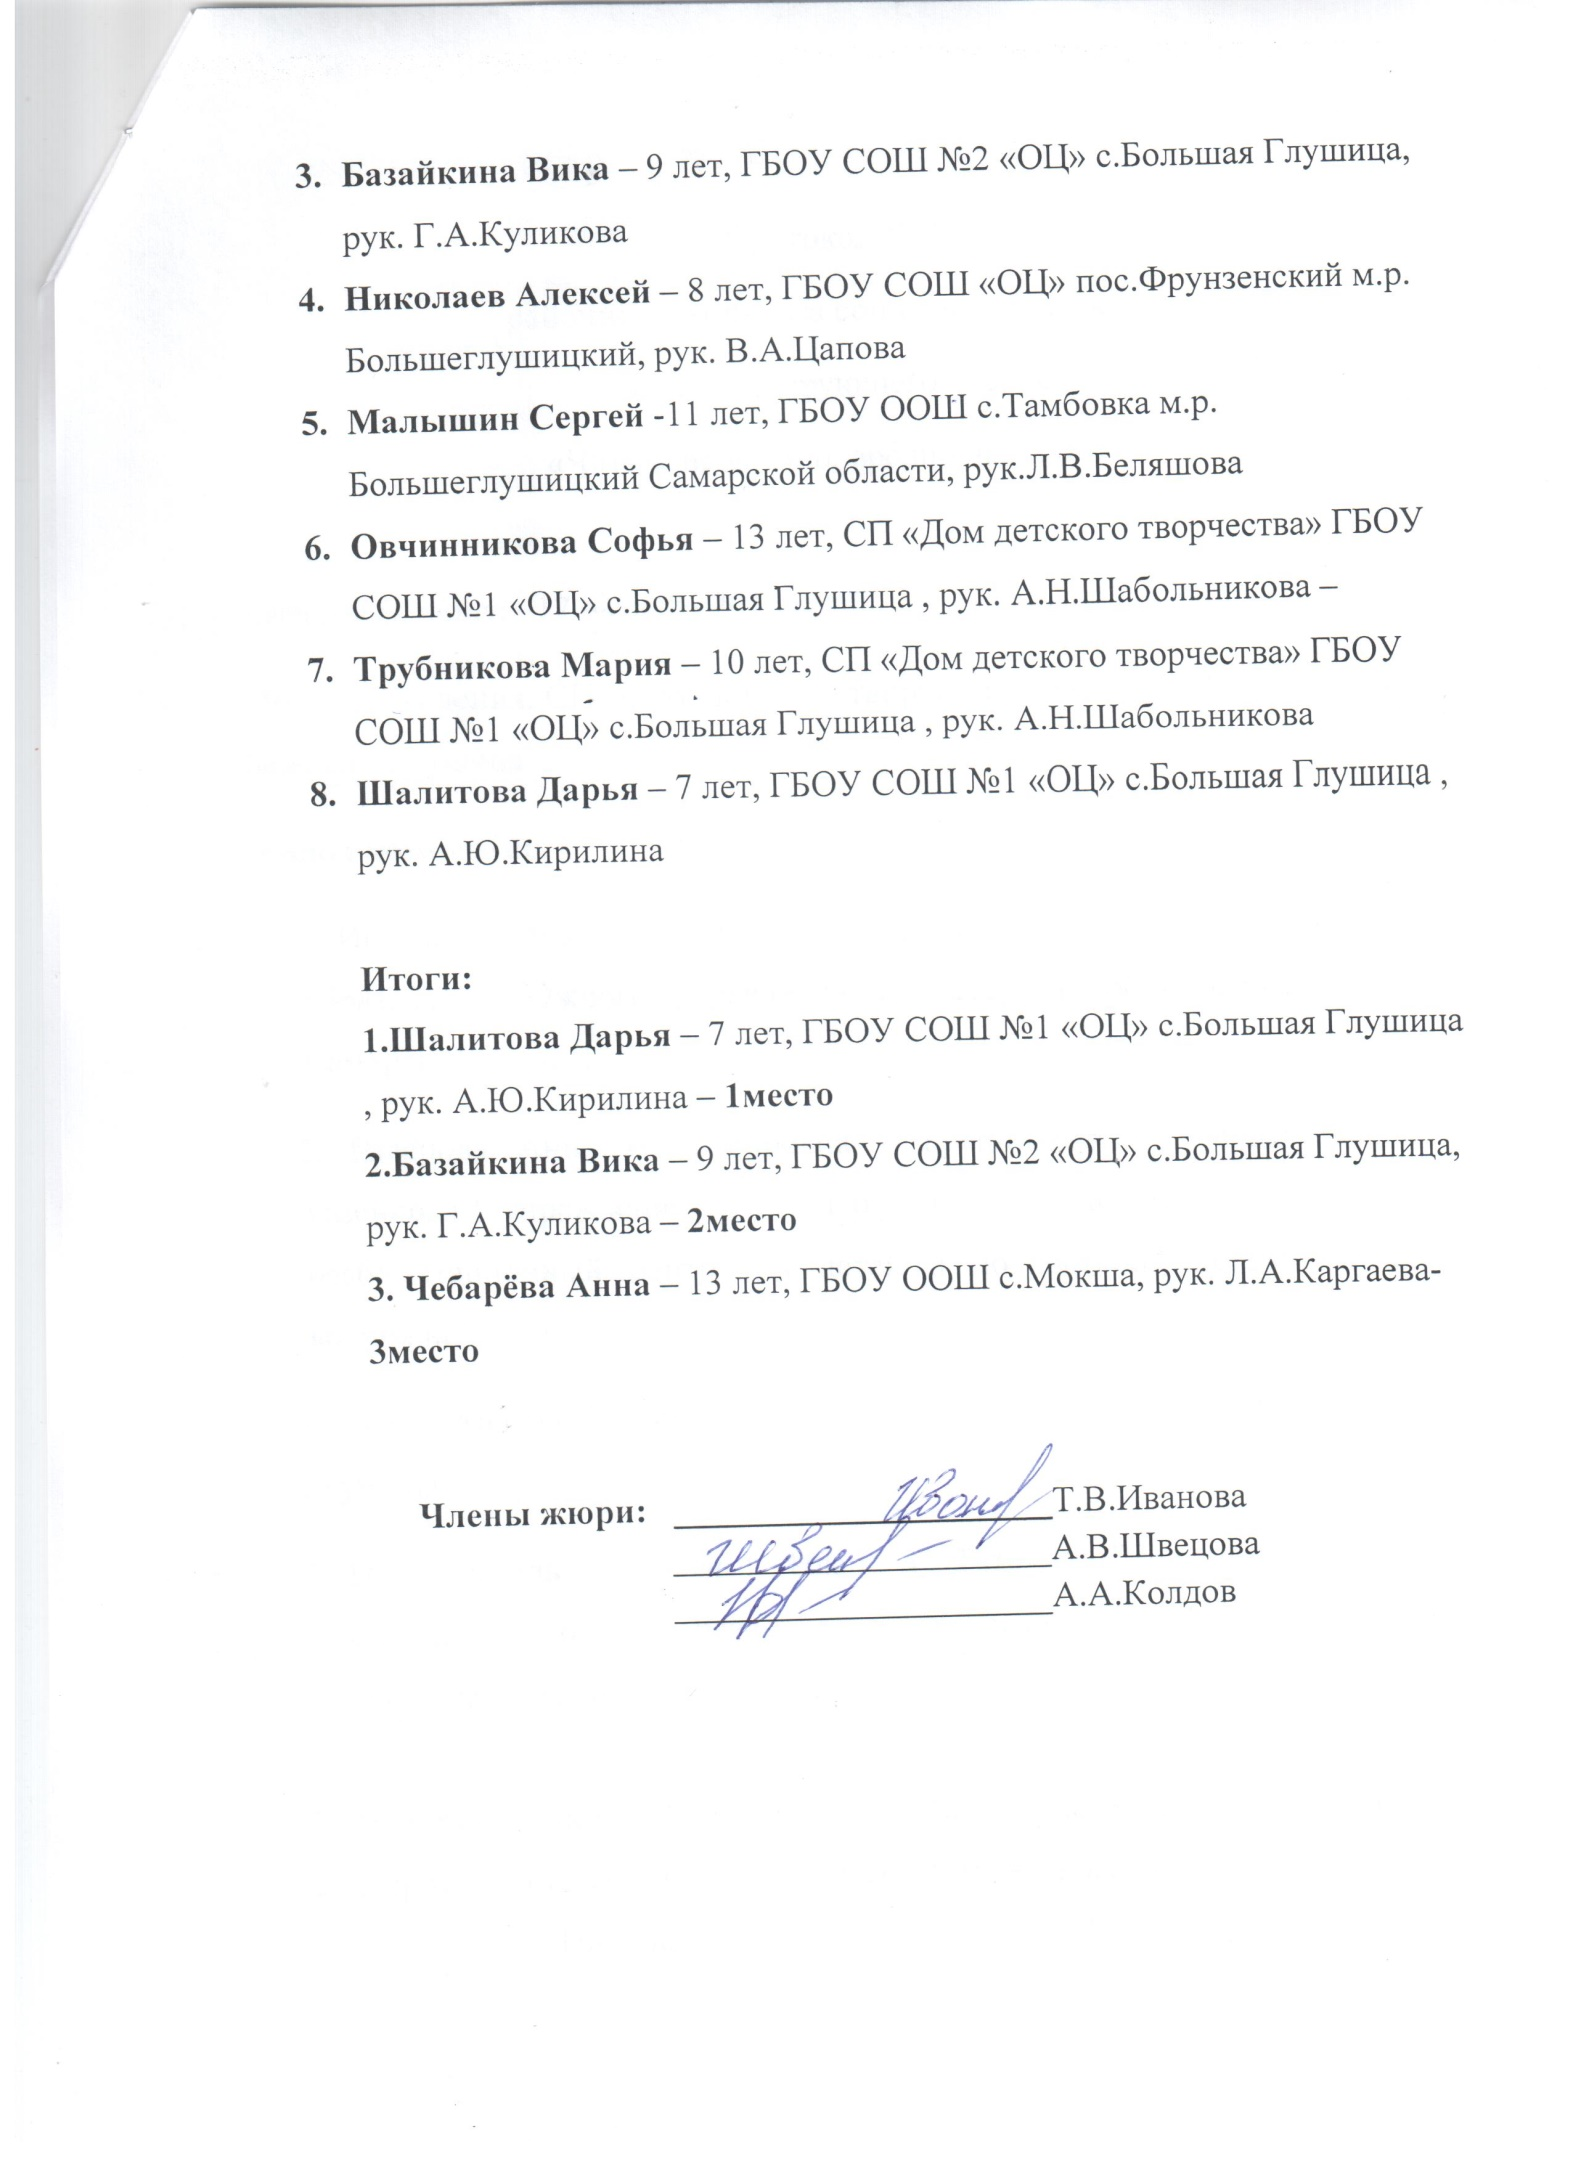 3. Базайкина Вика – 9 лет, ГБОУ СОШ №2 «ОЦ» с.Большая Глушица,
рук. Г.А.Куликова
4. Николаев Алексей – 8 лет, ГБОУ СОШ «ОЦ» пос.Фрунзенский м.р.
Большеглушицкий, рук. В.А.Цапова
5. Малышин Сергей -11 лет, ГБОУ ООШ с.Тамбовка м.р.
Большеглушицкий Самарской области, рук.Л.В.Беляшова
6. Овчинникова Софья – 13 лет, СП «Дом детского творчества» ГБОУ
СОШ №1 «ОЦ» с.Большая Глушица , рук. А.Н.Шабольникова –
7. Трубникова Мария – 10 лет, СП «Дом детского творчества» ГБОУ
СОШ №1 «ОЦ» с.Большая Глушица , рук. А.Н.Шабольникова
8. Шалитова Дарья – 7 лет, ГБОУ СОШ №1 «ОЦ» с.Большая Глушица ,
рук. А.Ю.Кирилина
Итоги:
1.Шалитова Дарья – 7 лет, ГБОУ СОШ №1 «ОЦ» с.Большая Глушица
, рук. А.Ю.Кирилина – 1место
2.Базайкина Вика – 9 лет, ГБОУ СОШ №2 «ОЦ» с.Большая Глушица,
рук. Г.А.Куликова – 2место
3. Чебарёва Анна – 13 лет, ГБОУ ООШ с.Мокша, рук. Л.А.Каргаева-
3место
Члены жюри: Т.В.Иванова
А.В.Швецова
А.А.Колдов